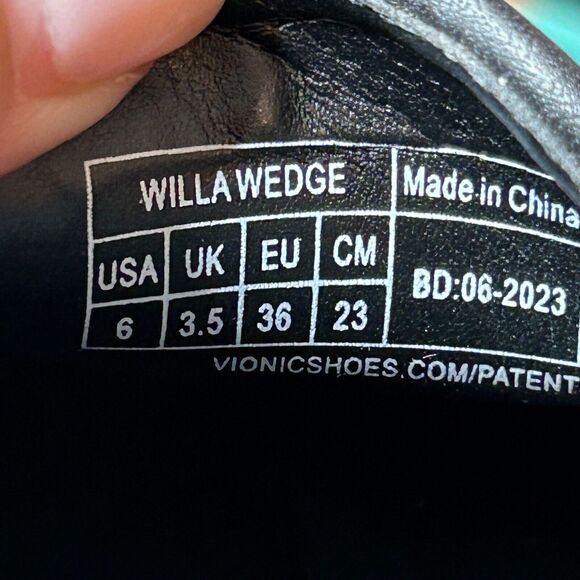 WILLA WEDGE Made in China
USA UK EU CM BD:06-2023
6 3.5 36 23
VIONICSHOES.COM/PATENT